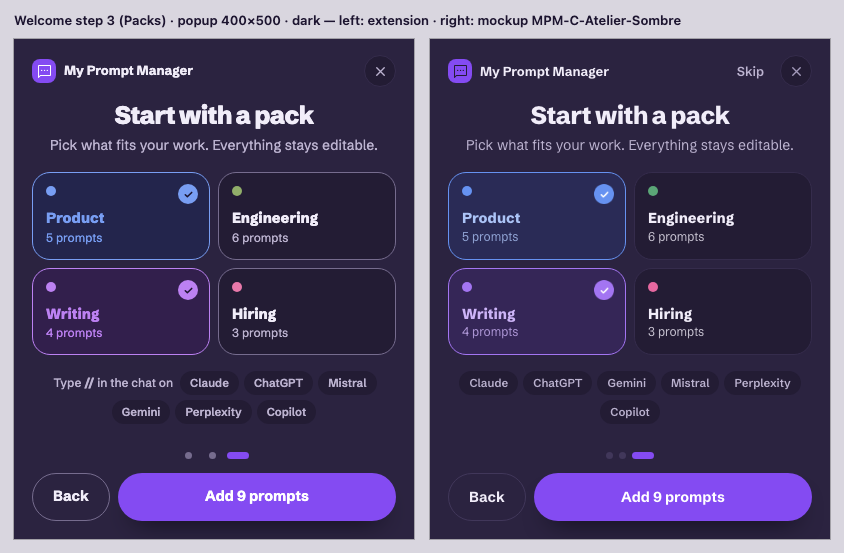 Welcome step 3 (Packs) · popup 400×500 · dark — left: extension · right: mockup MPM-C-Atelier-Sombre
My Prompt Manager
Start with a pack
Pick what fits your work. Everything stays editable.
Product
5 prompts
Engineering
6 prompts
Writing
4 prompts
Hiring
3 prompts
Type // in the chat on Claude ChatGPT Mistral
Gemini Perplexity Copilot
Back
Add 9 prompts
My Prompt Manager
Skip
Start with a pack
Pick what fits your work. Everything stays editable.
Product
5 prompts
Engineering
6 prompts
Writing
4 prompts
Hiring
3 prompts
Claude ChatGPT Gemini Mistral Perplexity
Copilot
Back
Add 9 prompts